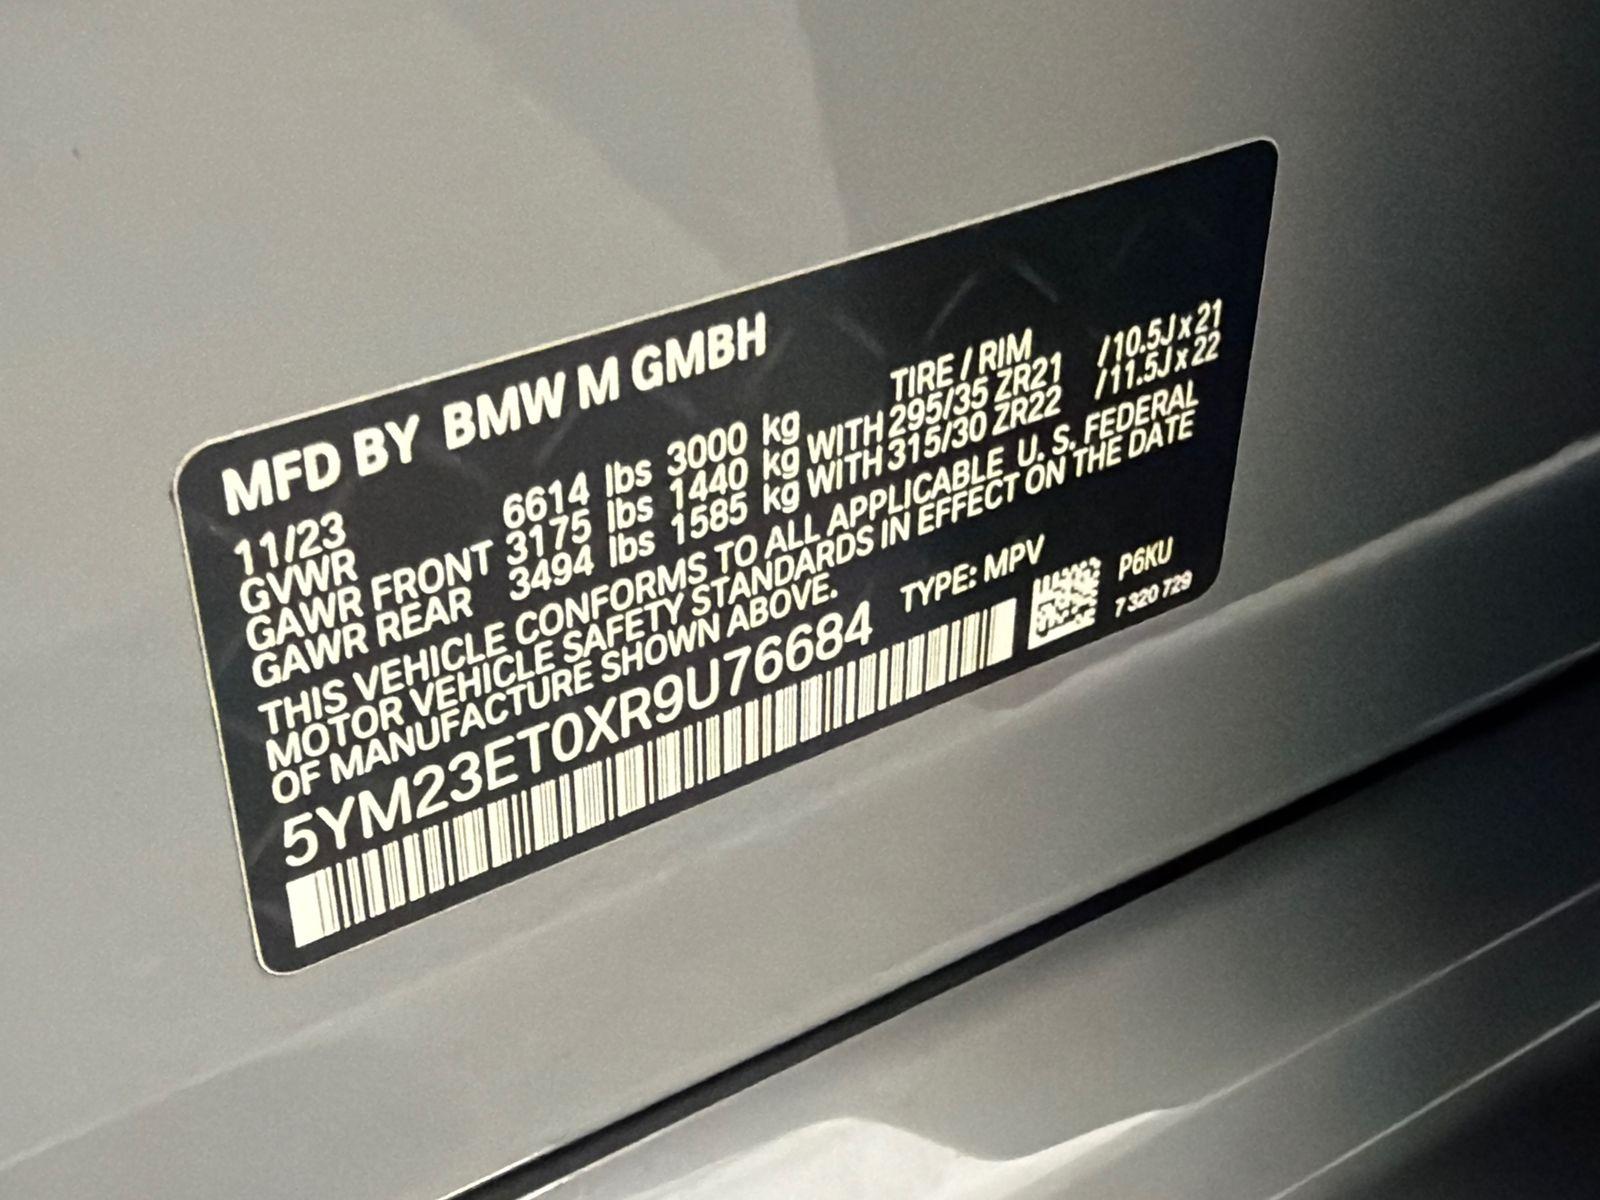 MFD BY BMW M GMBH
11/23 TIRE / RIM
GVWR 6614 lbs 3000 kg
GAWR FRONT 3175 lbs 1440 kg WITH 295/35 ZR21 /10.5J x 21
GAWR REAR 3494 lbs 1585 kg WITH 315/30 ZR22 /11.5J x 22
THIS VEHICLE CONFORMS TO ALL APPLICABLE U. S. FEDERAL
MOTOR VEHICLE SAFETY STANDARDS IN EFFECT ON THE DATE
OF MANUFACTURE SHOWN ABOVE.
5YM23ET0XR9U76684 TYPE: MPV
P6KU
7 320 729